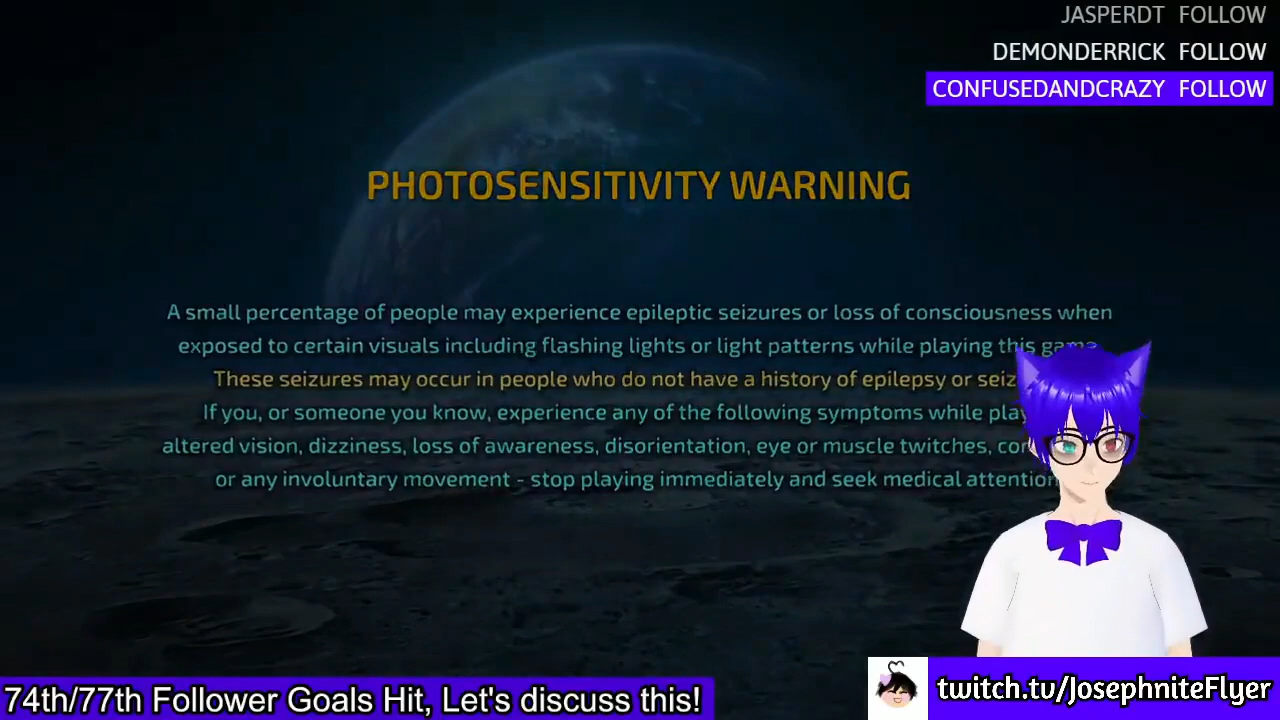 JASPERDT FOLLOW
DEMONDERRICK FOLLOW
CONFUSEDANDCRAZY FOLLOW
PHOTOSENSITIVITY WARNING
A small percentage of people may experience epileptic seizures or loss of consciousness when
exposed to certain visuals including flashing lights or light patterns while playing this game.
These seizures may occur in people who do not have a history of epilepsy or
If you, or someone you know, experience any of the following symptoms while
altered vision, dizziness, loss of awareness, disorientation, eye or muscle twitches,
or any involuntary movement - stop playing immediately and seek medical attention
74th/77th Follower Goals Hit, Let's discuss this!
twitch.tv/JosephniteFlyer